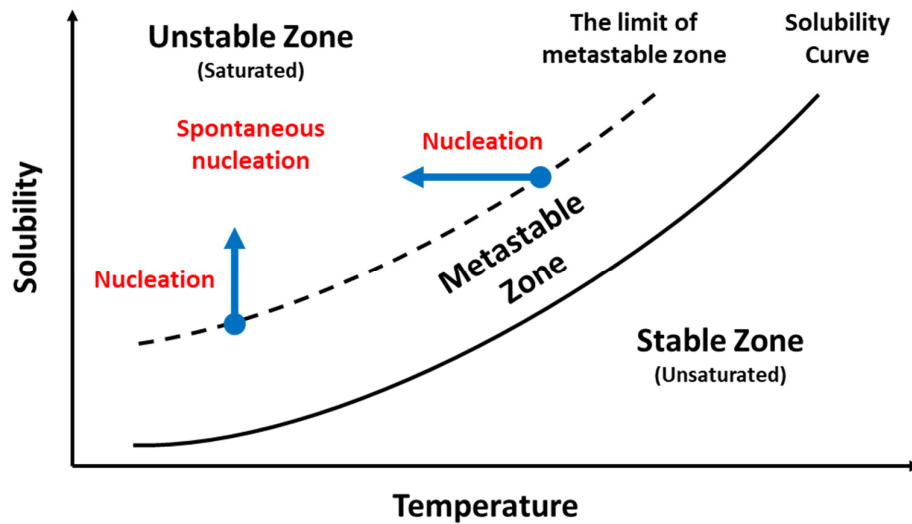 Unstable Zone
(Saturated)
The limit of
metastable zone
Solubility
Curve
Spontaneous
nucleation
Nucleation
Metastable
Zone
Nucleation
Stable Zone
(Unsaturated)
Solubility
Temperature